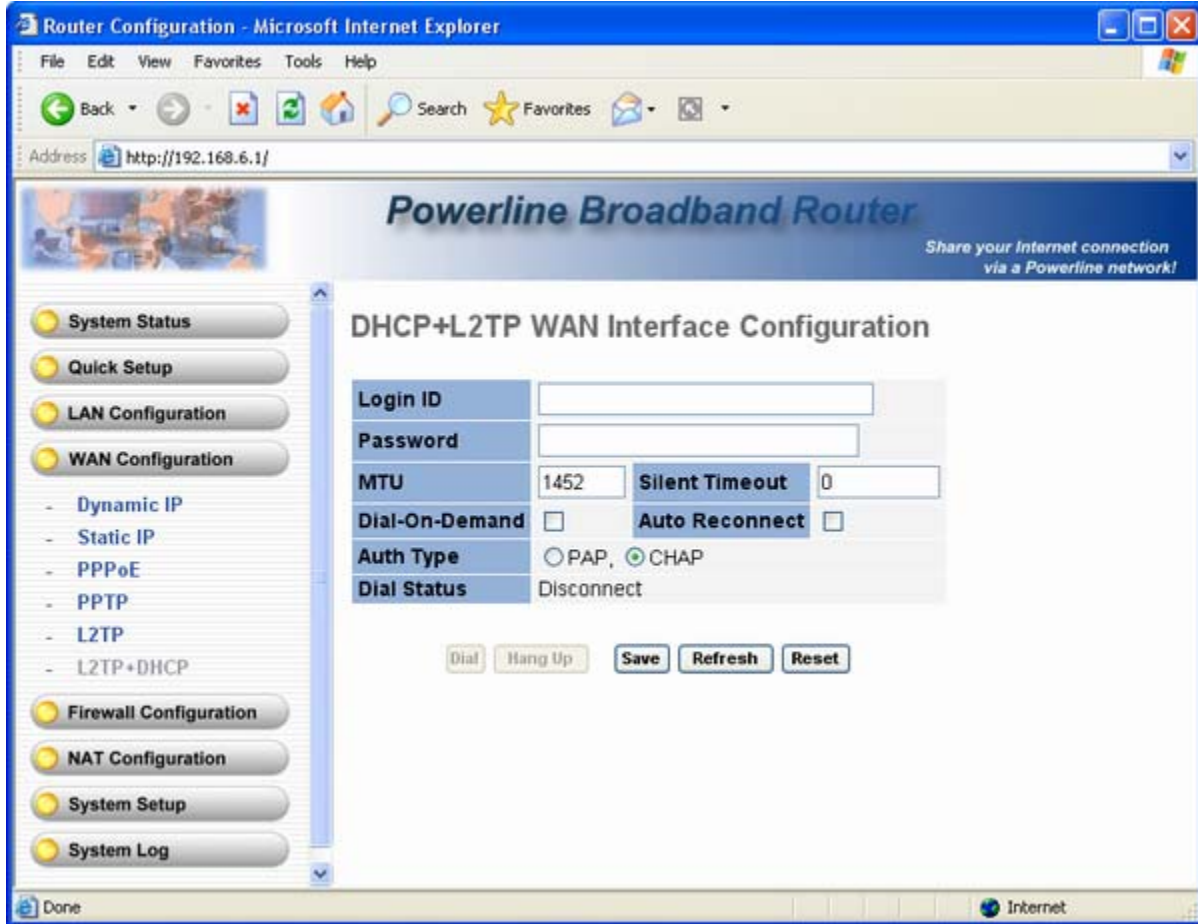 Router Configuration - Microsoft Internet Explorer
File Edit View Favorites Tools Help
Back Search Favorites
Address http://192.168.6.1/
Powerline Broadband Router
Share your Internet connection
via a Powerline network!
System Status
Quick Setup
LAN Configuration
WAN Configuration
- Dynamic IP
- Static IP
- PPPoE
- PPTP
- L2TP
- L2TP+DHCP
Firewall Configuration
NAT Configuration
System Setup
System Log
DHCP+L2TP WAN Interface Configuration
Login ID
Password
MTU 1452 Silent Timeout 0
Dial-On-Demand Auto Reconnect
Auth Type PAP, CHAP
Dial Status Disconnect
Dial Hang Up Save Refresh Reset
Done Internet